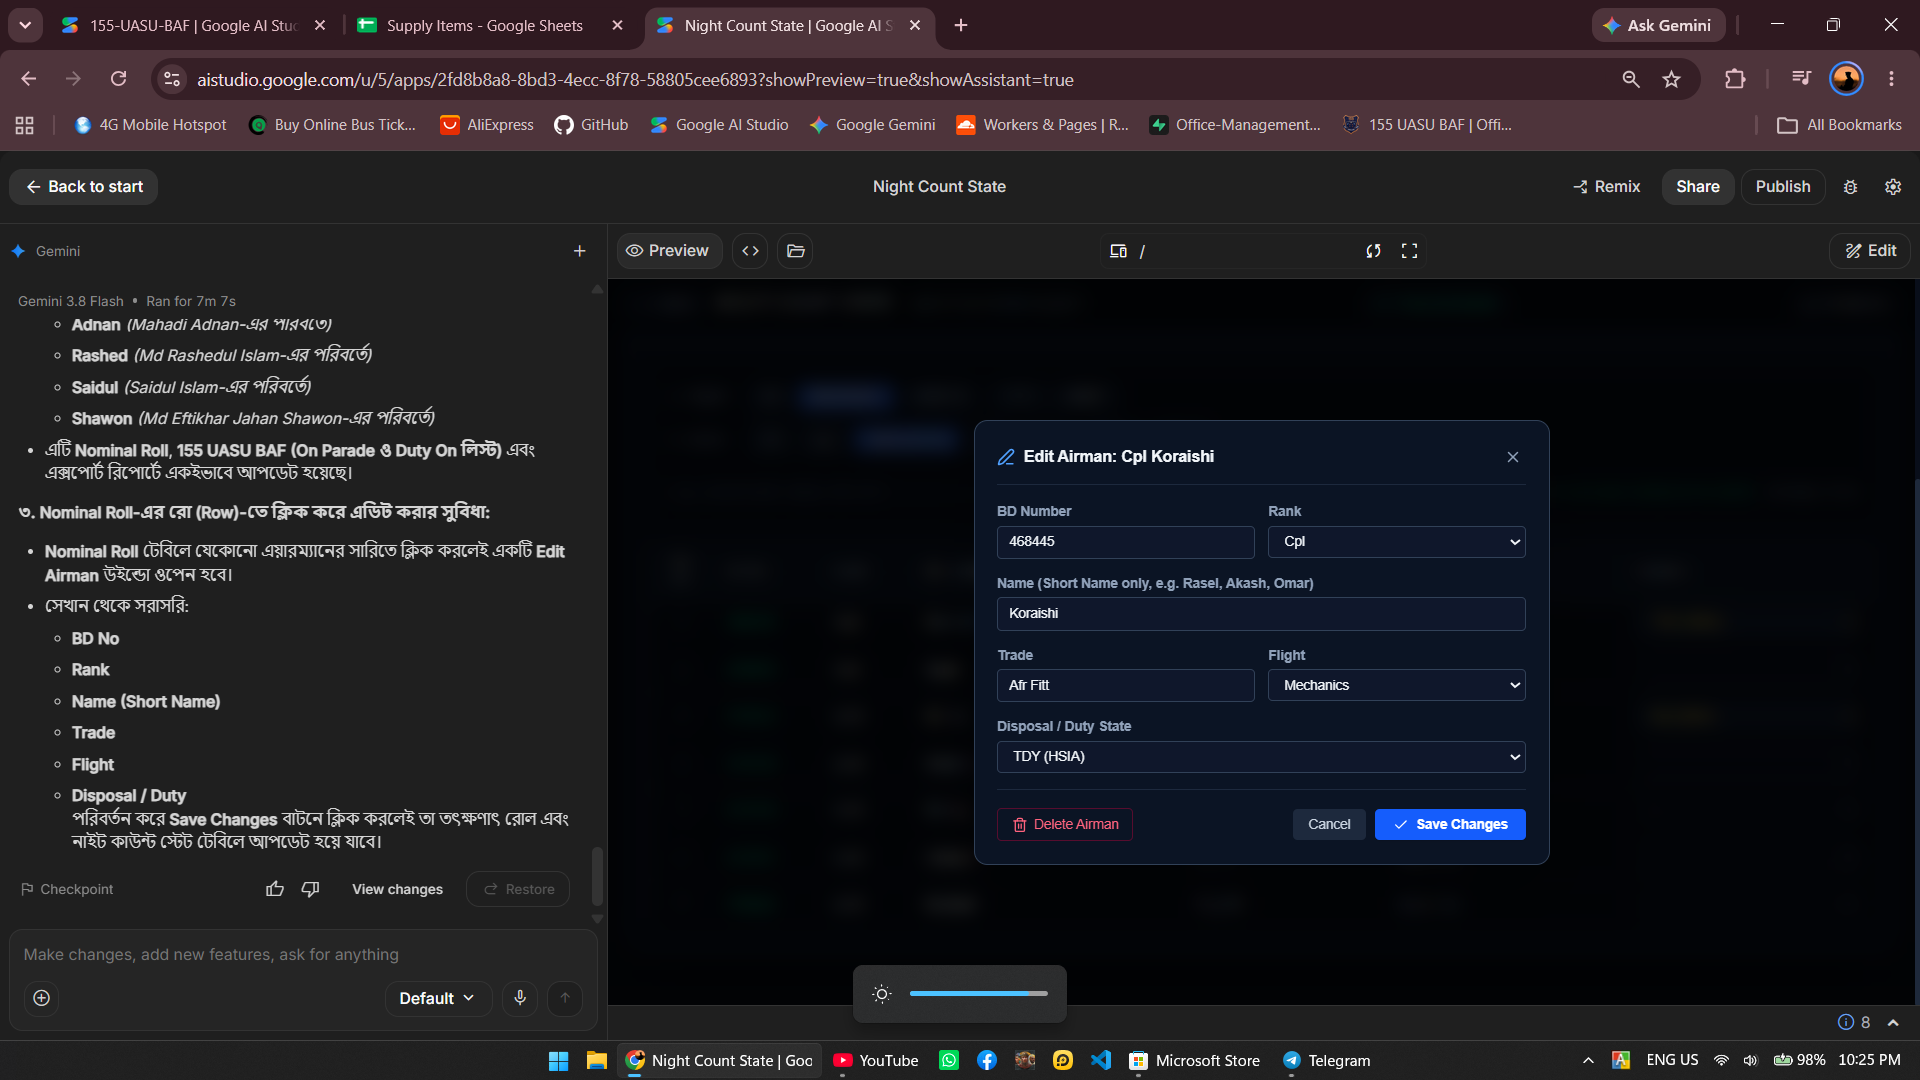 155-UASU-BAF | Google AI Stu
Supply Items - Google Sheets
Night Count State | Google AI S
Ask Gemini
aistudio.google.com/u/5/apps/2fd8b8a8-8bd3-4ecc-8f78-58805cee6893?showPreview=true&showAssistant=true
4G Mobile Hotspot
Buy Online Bus Tick...
AliExpress
GitHub
Google AI Studio
Google Gemini
Workers & Pages | R...
Office-Management...
155 UASU BAF | Offi...
All Bookmarks
Back to start
Night Count State
Remix
Share
Publish
Gemini
Preview
/
Edit
Gemini 3.8 Flash • Ran for 7m 7s
Adnan (Mahadi Adnan-এর পরিবর্তে)
Rashed (Md Rashedul Islam-এর পরিবর্তে)
Saidul (Saidul Islam-এর পরিবর্তে)
Shawon (Md Eftikhar Jahan Shawon-এর পরিবর্তে)
এটি Nominal Roll, 155 UASU BAF (On Parade ও Duty On লিস্ট) এবং
এক্সপোর্ট রিপোর্টে একইভাবে আপডেট হয়েছে।
৩. Nominal Roll-এর রো (Row)-তে ক্লিক করে এডিট করার সুবিধা:
Nominal Roll টেবিলে যেকোনো এয়ারম্যানের সারিতে ক্লিক করলেই একটি Edit
Airman উইন্ডো ওপেন হবে।
সেখান থেকে সরাসরি:
BD No
Rank
Name (Short Name)
Trade
Flight
Disposal / Duty
পরিবর্তন করে Save Changes বাটনে ক্লিক করলেই তা তৎক্ষণাৎ রোল এবং
নাইট কাউন্ট স্টেট টেবিলে আপডেট হয়ে যাবে।
Checkpoint
View changes
Restore
Make changes, add new features, ask for anything
Default
Edit Airman: Cpl Koraishi
BD Number
Rank
468445
Cpl
Name (Short Name only, e.g. Rasel, Akash, Omar)
Koraishi
Trade
Flight
Afr Fitt
Mechanics
Disposal / Duty State
TDY (HSIA)
Delete Airman
Cancel
Save Changes
8
Night Count State | Goo
YouTube
Microsoft Store
Telegram
ENG US
98%
10:25 PM